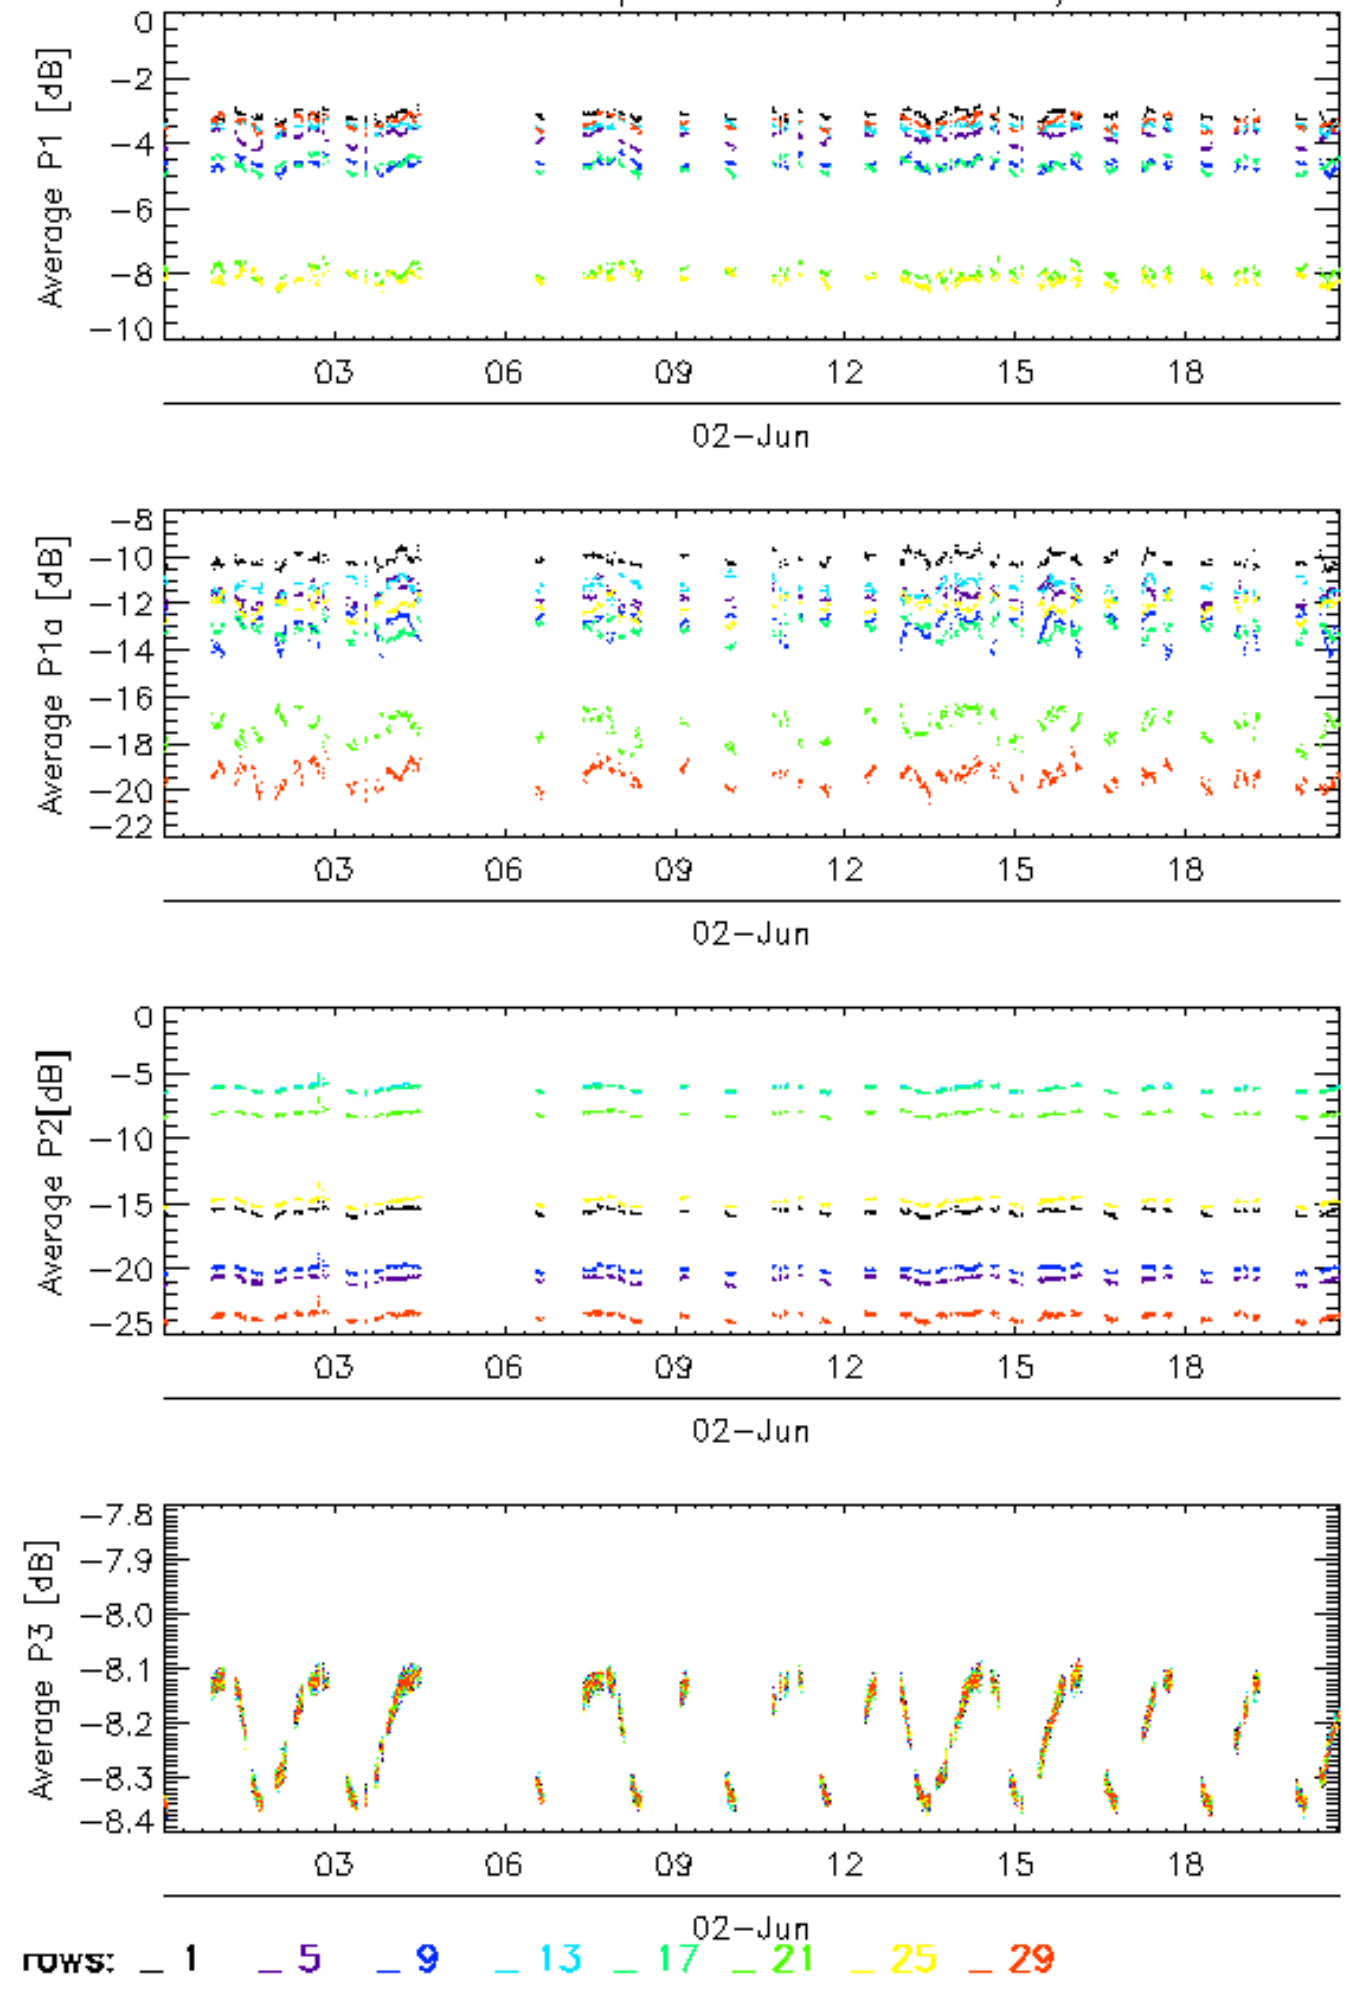 Average P1 [dB]
0
−2
−4
−6
−8
−10
03 06 09 12 15 18
02−Jun
Average P1a [dB]
−8
−10
−12
−14
−16
−18
−20
−22
03 06 09 12 15 18
02−Jun
Average P2[dB]
0
−5
−10
−15
−20
−25
03 06 09 12 15 18
02−Jun
Average P3 [dB]
−7.8
−7.9
−8.0
−8.1
−8.2
−8.3
−8.4
03 06 09 12 15 18
02−Jun
rows: _ 1 _ 5 _ 9 _ 13 _ 17 _ 21 _ 25 _ 29